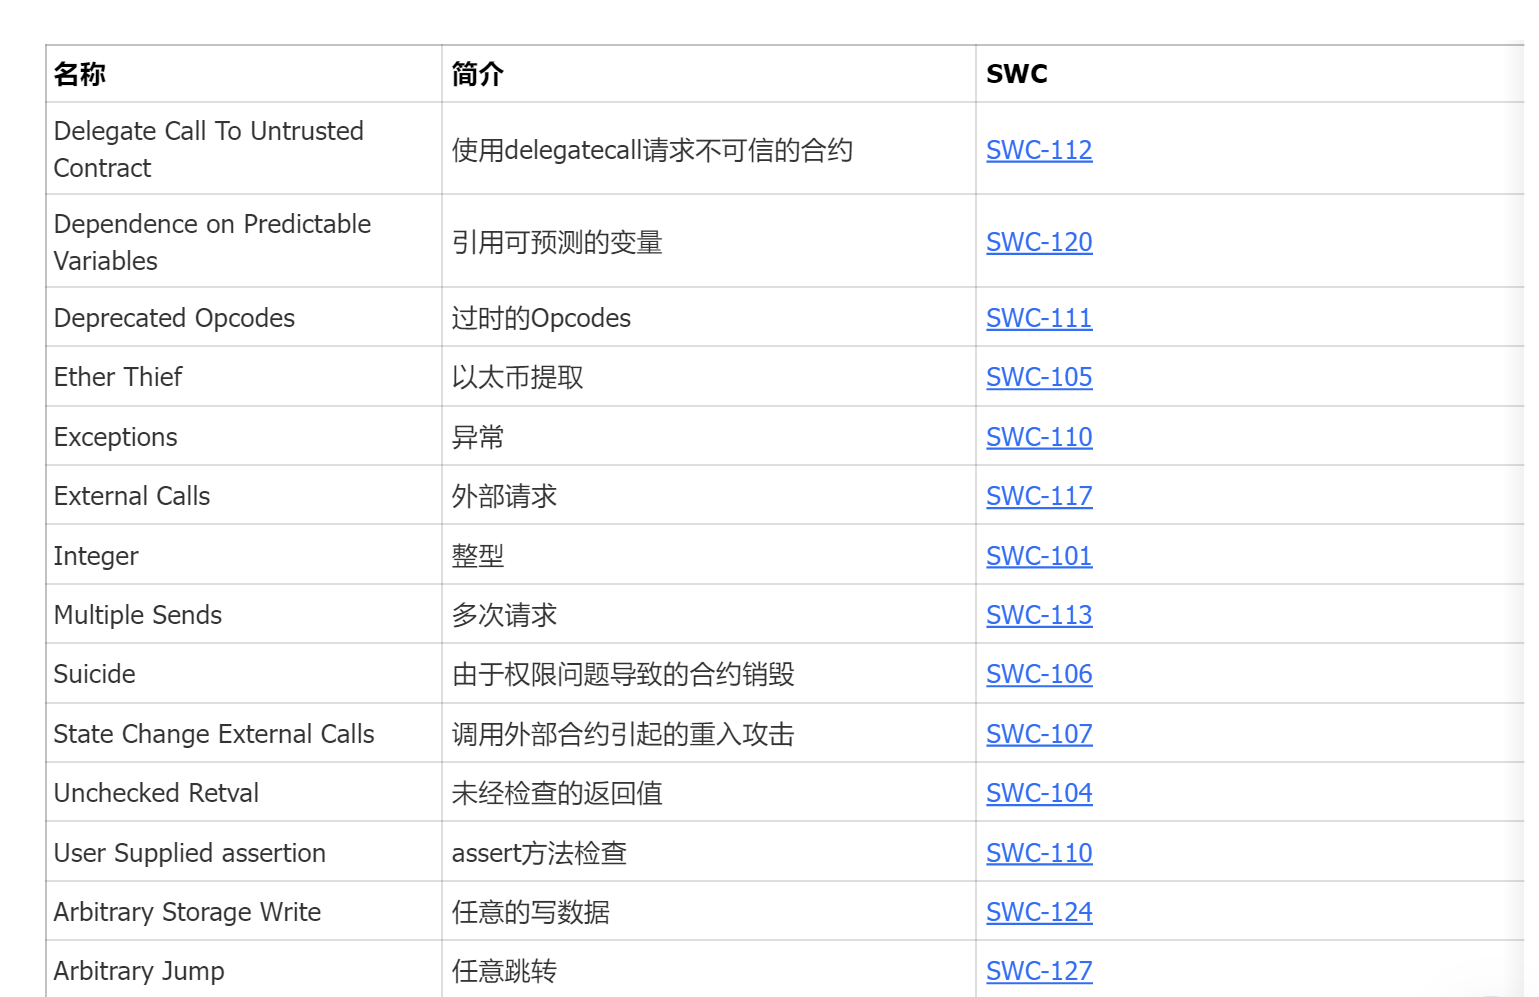 名称 简介 SWC
Delegate Call To Untrusted
Contract
使用delegatecall请求不可信的合约 SWC-112
Dependence on Predictable
Variables
引用可预测的变量 SWC-120
Deprecated Opcodes 过时的Opcodes SWC-111
Ether Thief 以太币提取 SWC-105
Exceptions 异常 SWC-110
External Calls 外部请求 SWC-117
Integer 整型 SWC-101
Multiple Sends 多次请求 SWC-113
Suicide 由于权限问题导致的合约销毁 SWC-106
State Change External Calls 调用外部合约引起的重入攻击 SWC-107
Unchecked Retval 未经检查的返回值 SWC-104
User Supplied assertion assert方法检查 SWC-110
Arbitrary Storage Write 任意的写数据 SWC-124
Arbitrary Jump 任意跳转 SWC-127